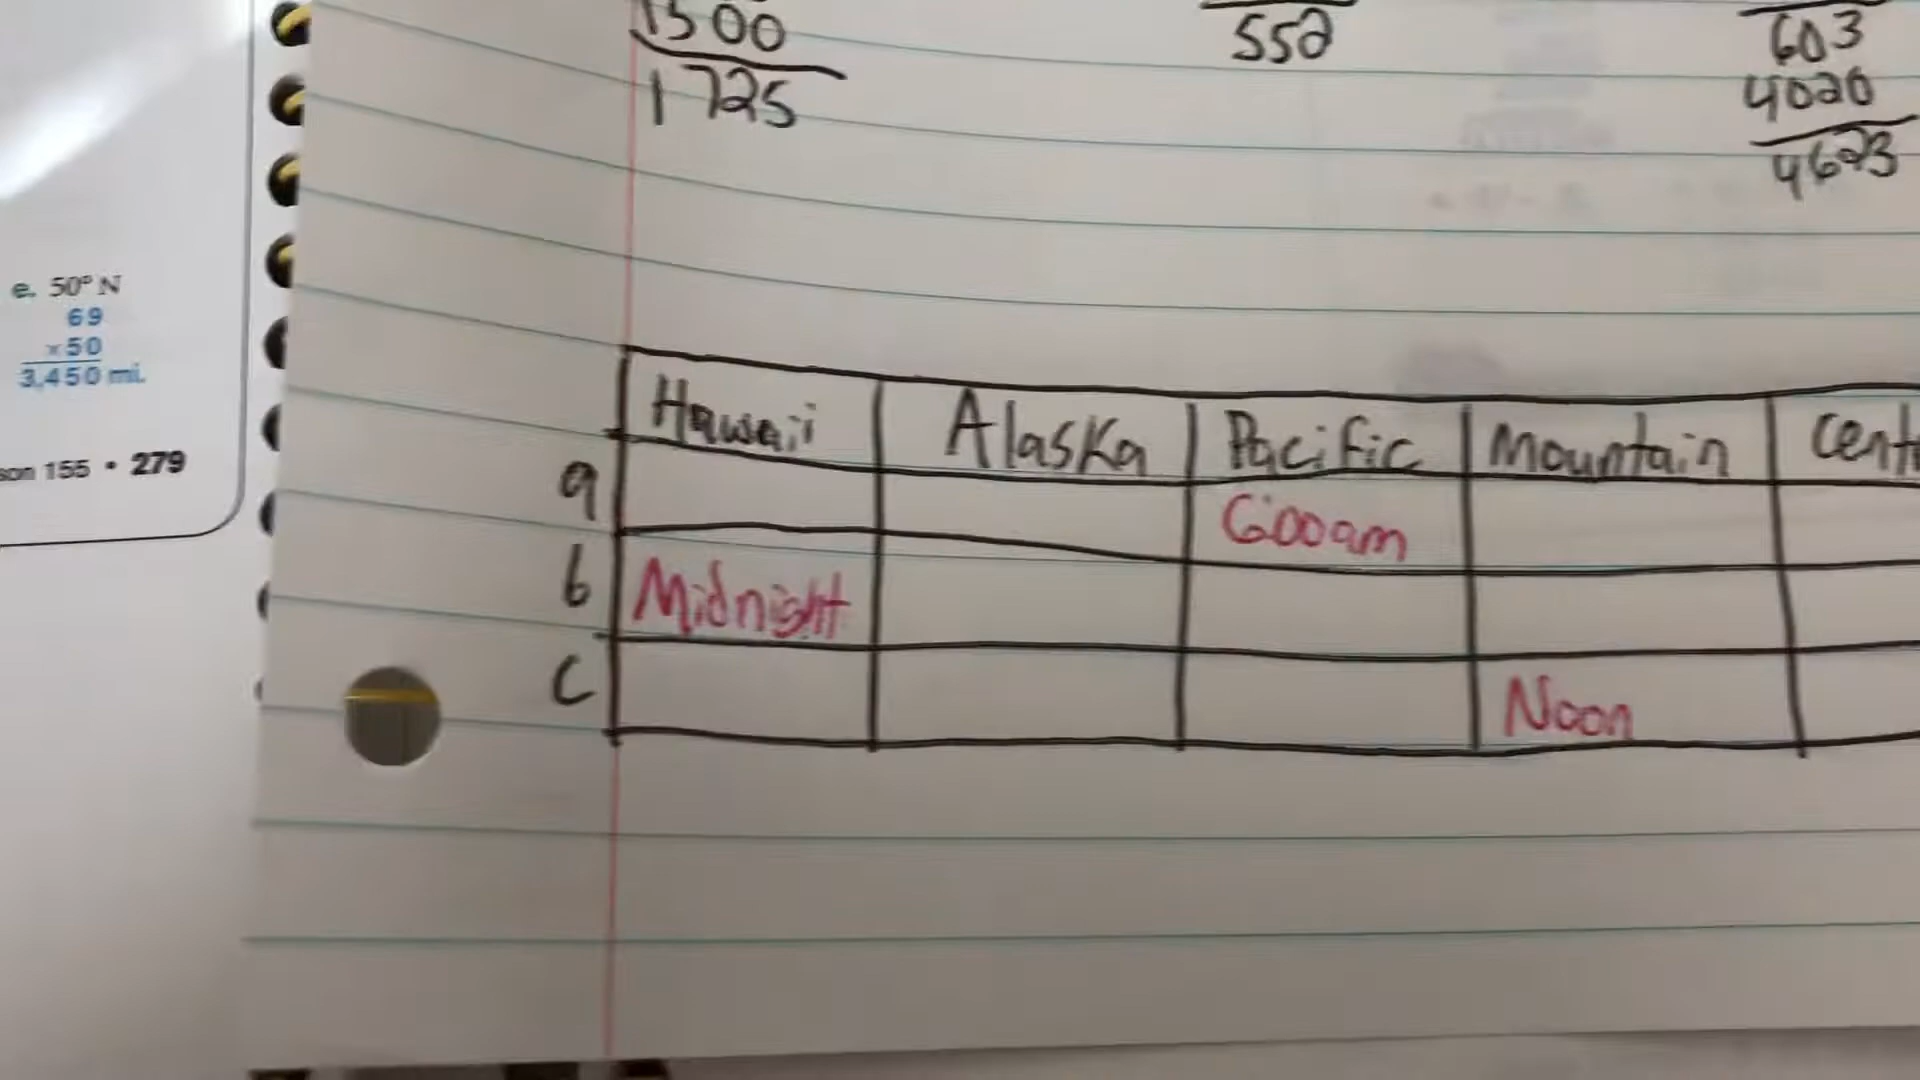 1500
1725
552
603
4020
4623
e. 50° N
69
×50
3,450 mi.
155 • 279
Hawaii Alaska Pacific Mountain Cent
a 6:00am
b Midnight
c Noon